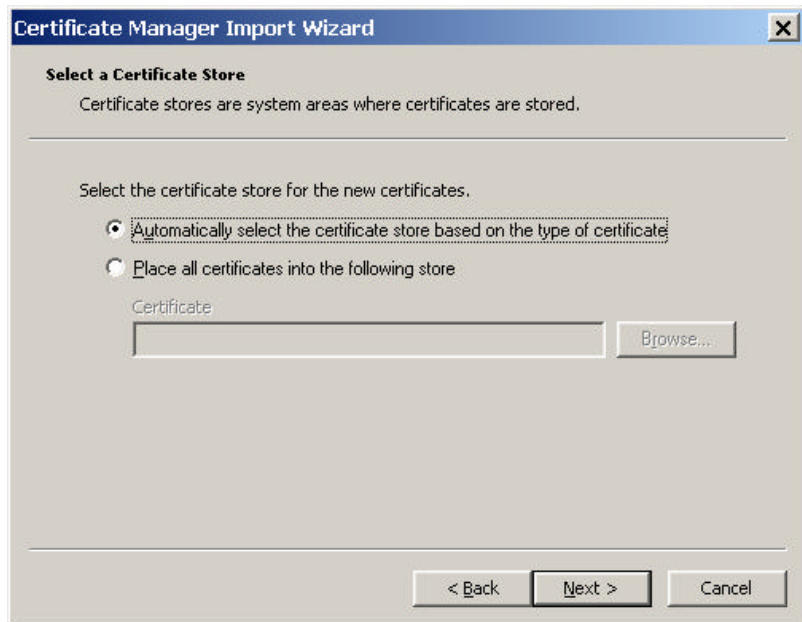 Certificate Manager Import Wizard
Select a Certificate Store
Certificate stores are system areas where certificates are stored.
Select the certificate store for the new certificates.
Automatically select the certificate store based on the type of certificate
Place all certificates into the following store
Certificate
Browse...
< Back Next > Cancel